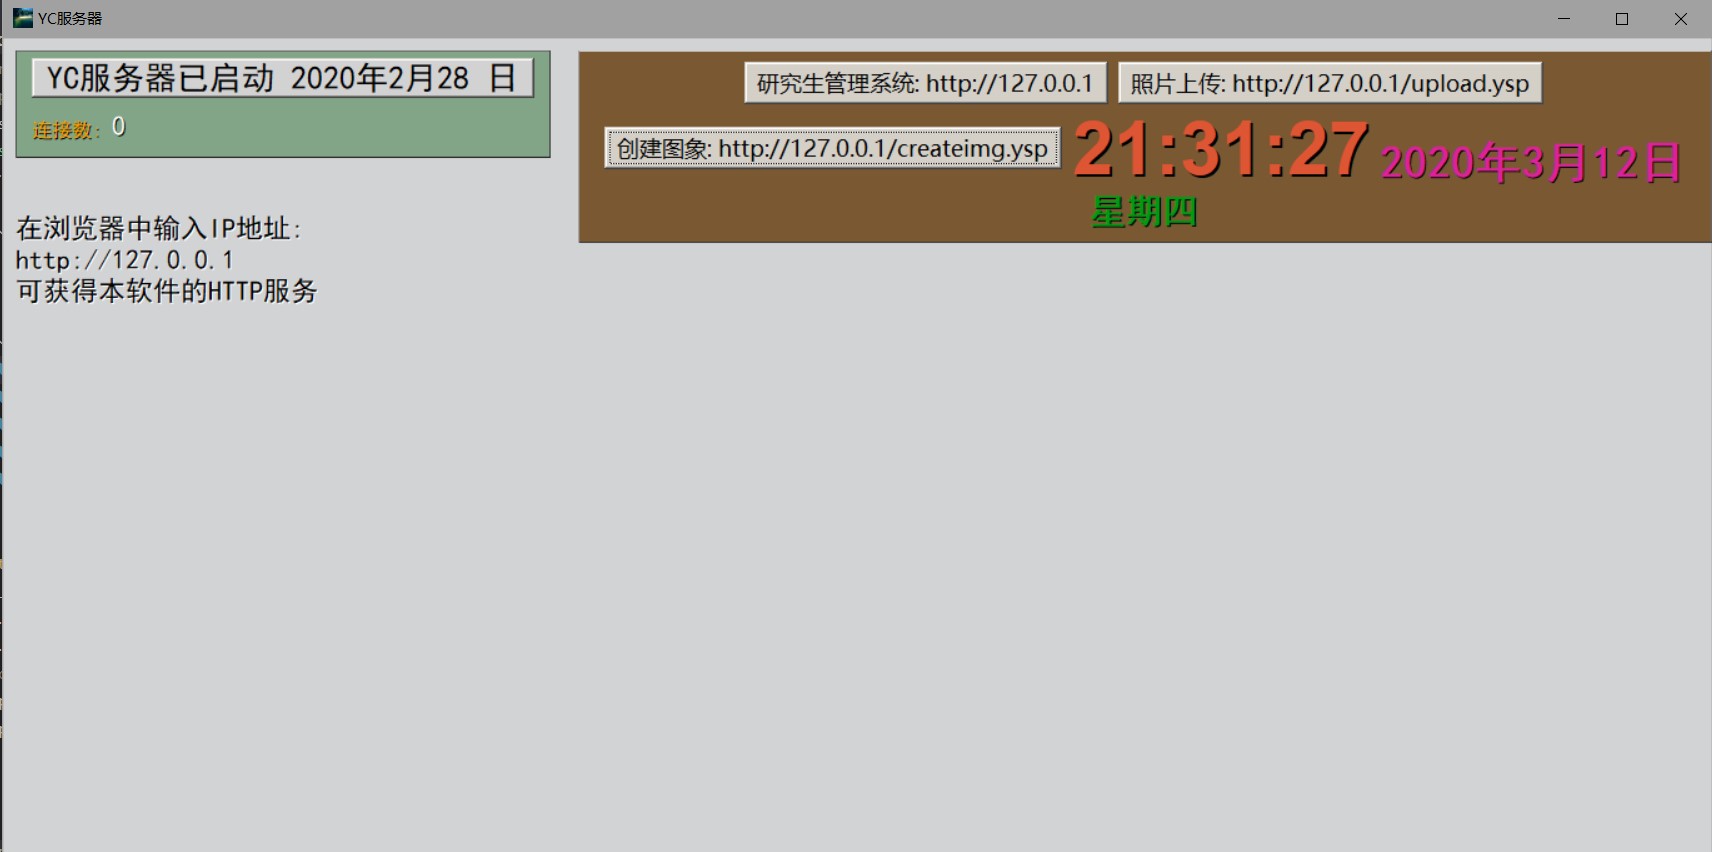 YC服务器
YC服务器已启动 2020年2月28 日
连接数: 0
在浏览器中输入IP地址:
http://127.0.0.1
可获得本软件的HTTP服务
研究生管理系统: http://127.0.0.1
照片上传: http://127.0.0.1/upload.ysp
创建图象: http://127.0.0.1/createimg.ysp
21:31:27
2020年3月12日
星期四